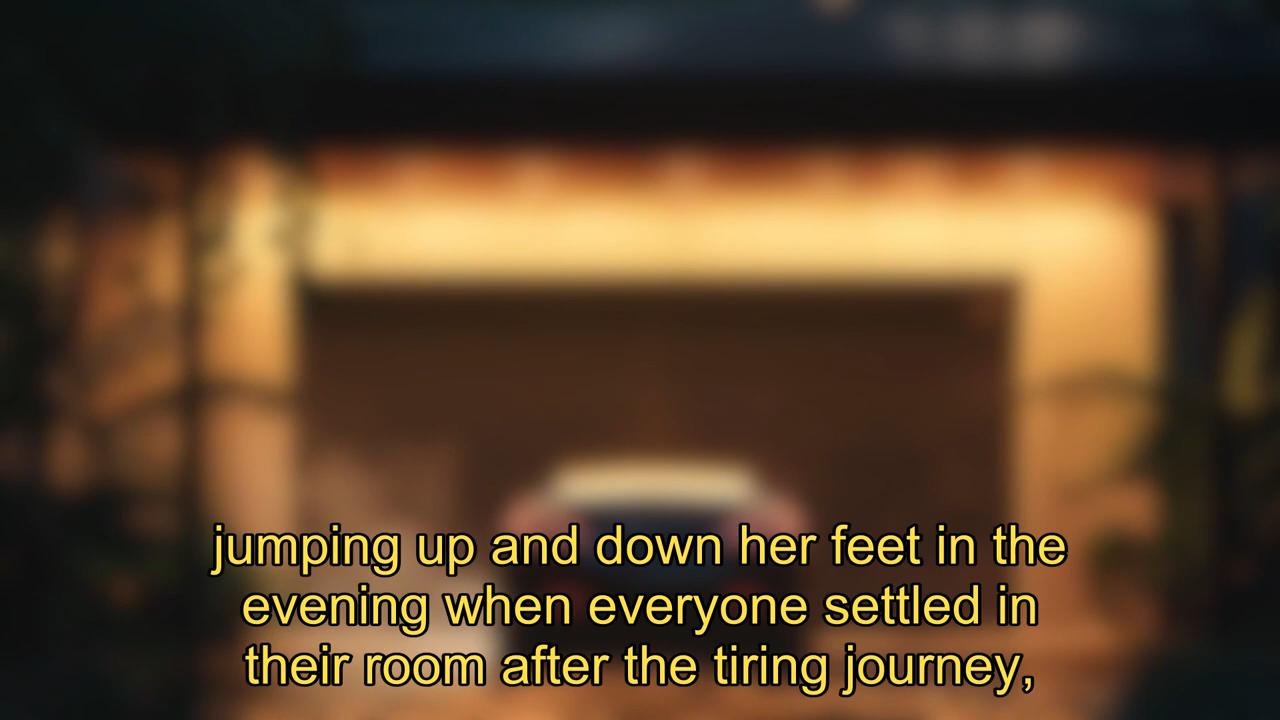 jumping up and down her feet in the
evening when everyone settled in
their room after the tiring journey,